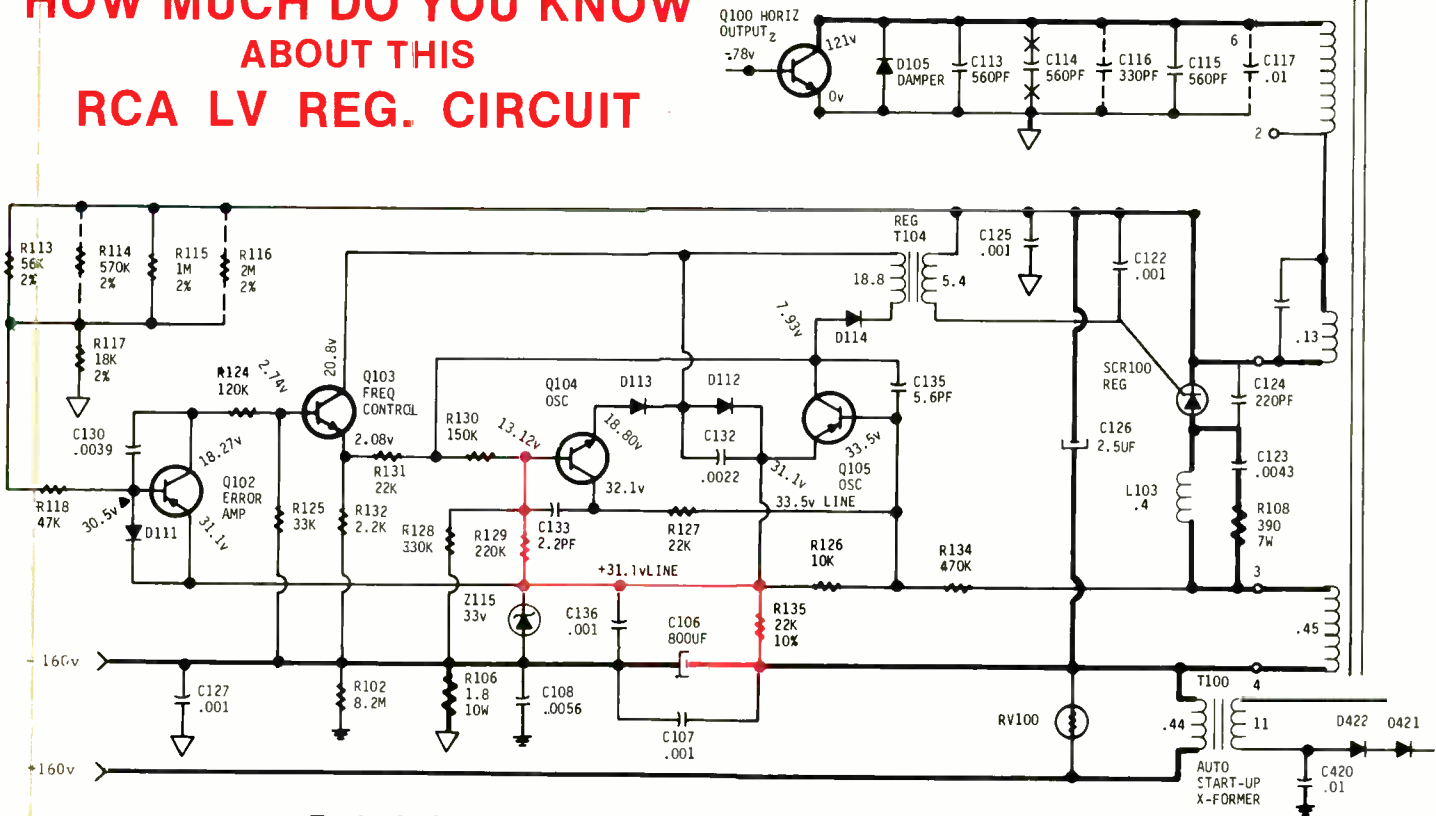 HOW MUCH DO YOU KNOW
ABOUT THIS
RCA LV REG. CIRCUIT
Q100 HORIZ
OUTPUT 2
-.78v
121v
0v
D105
DAMPER
C113
560PF
C114
560PF
C116
330PF
C115
560PF
6
C117
.01
2
R113
56K
2%
R114
570K
2%
R115
1M
2%
R116
2M
2%
R117
18K
2%
REG
T104
18.8
5.4
C125
.001
C122
.001
.13
7.93v
D114
SCR100
REG
C124
220PF
R124
120K
2.74v
20.8v
Q103
FREQ
CONTROL
2.08v
R130
150K
R131
22K
13.12v
Q104
OSC
D113
D112
18.80v
C132
.0022
32.1v
C135
5.6PF
33.5v
Q105
OSC
31.1v
33.5v LINE
C126
2.5UF
C123
.0043
L103
.4
R108
390
7W
C130
.0039
18.27v
Q102
ERROR
AMP
R118
47K
30.5v
D111
31.1v
R125
33K
R132
2.2K
R128
330K
R129
220K
C133
2.2PF
R127
22K
R126
10K
R134
470K
3
+31.1vLINE
Z115
33v
C136
.001
C106
800UF
R135
22K
10%
.45
4
-160v
C127
.001
R102
8.2M
R106
1.8
10W
C108
.0056
C107
.001
RV100
T100
.44
11
D422
D421
AUTO
START-UP
X-FORMER
C420
.01
+160v